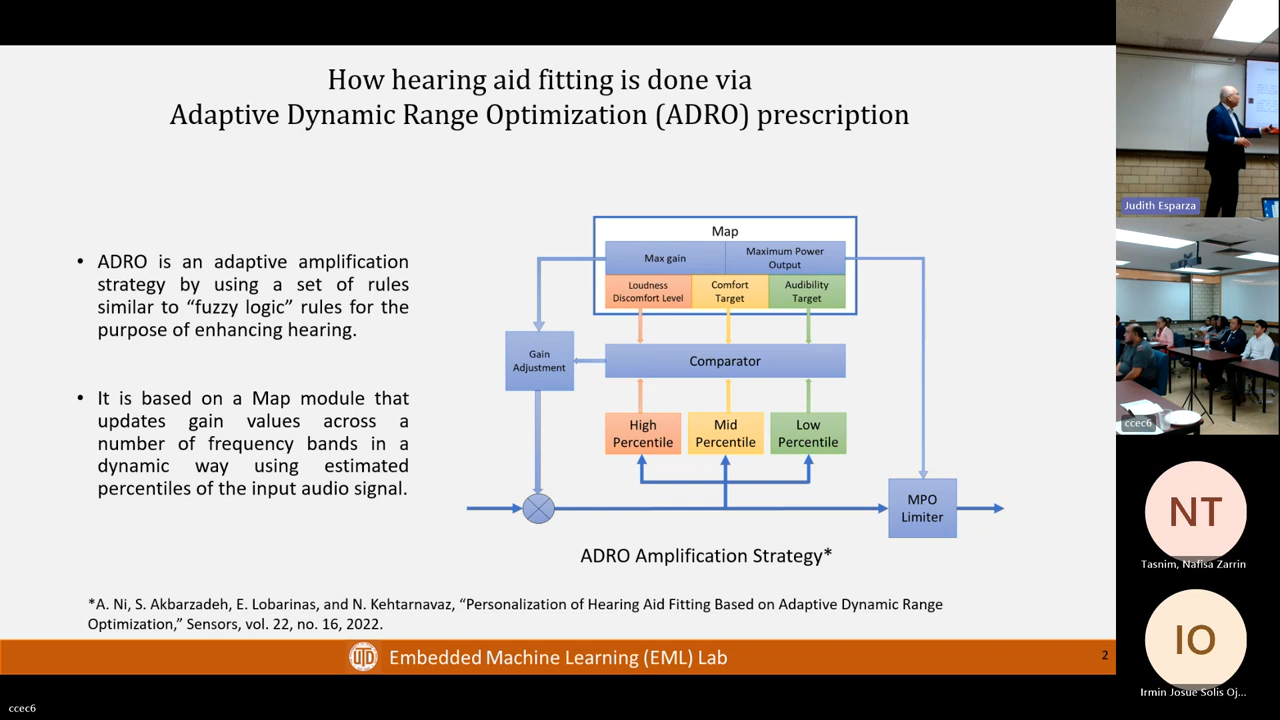 How hearing aid fitting is done via
Adaptive Dynamic Range Optimization (ADRO) prescription
• ADRO is an adaptive amplification
strategy by using a set of rules
similar to “fuzzy logic” rules for the
purpose of enhancing hearing.
• It is based on a Map module that
updates gain values across a
number of frequency bands in a
dynamic way using estimated
percentiles of the input audio signal.
Map
Max gain
Maximum Power
Output
Loudness
Discomfort Level
Comfort
Target
Audibility
Target
Gain
Adjustment
Comparator
High
Percentile
Mid
Percentile
Low
Percentile
MPO
Limiter
ADRO Amplification Strategy*
*A. Ni, S. Akbarzadeh, E. Lobarinas, and N. Kehtarnavaz, “Personalization of Hearing Aid Fitting Based on Adaptive Dynamic Range
Optimization,” Sensors, vol. 22, no. 16, 2022.
UTD
Embedded Machine Learning (EML) Lab
2
ccec6
Judith Esparza
ccec6
NT
Tasnim, Nafisa Zarrin
IO
Irmin Josue Solis Oj...